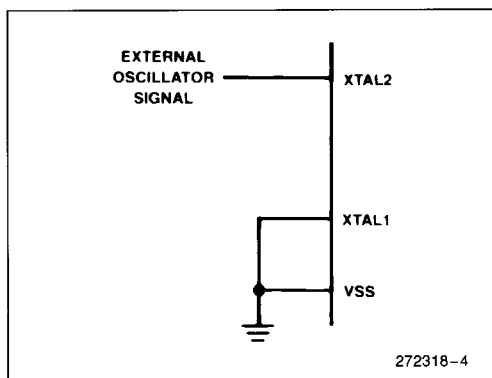 EXTERNAL
OSCILLATOR
SIGNAL
XTAL2
XTAL1
VSS
272318-4